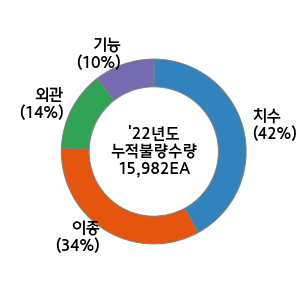 기능
(10%)
외관
(14%)
치수
(42%)
'22년도
누적불량수량
15,982EA
이종
(34%)